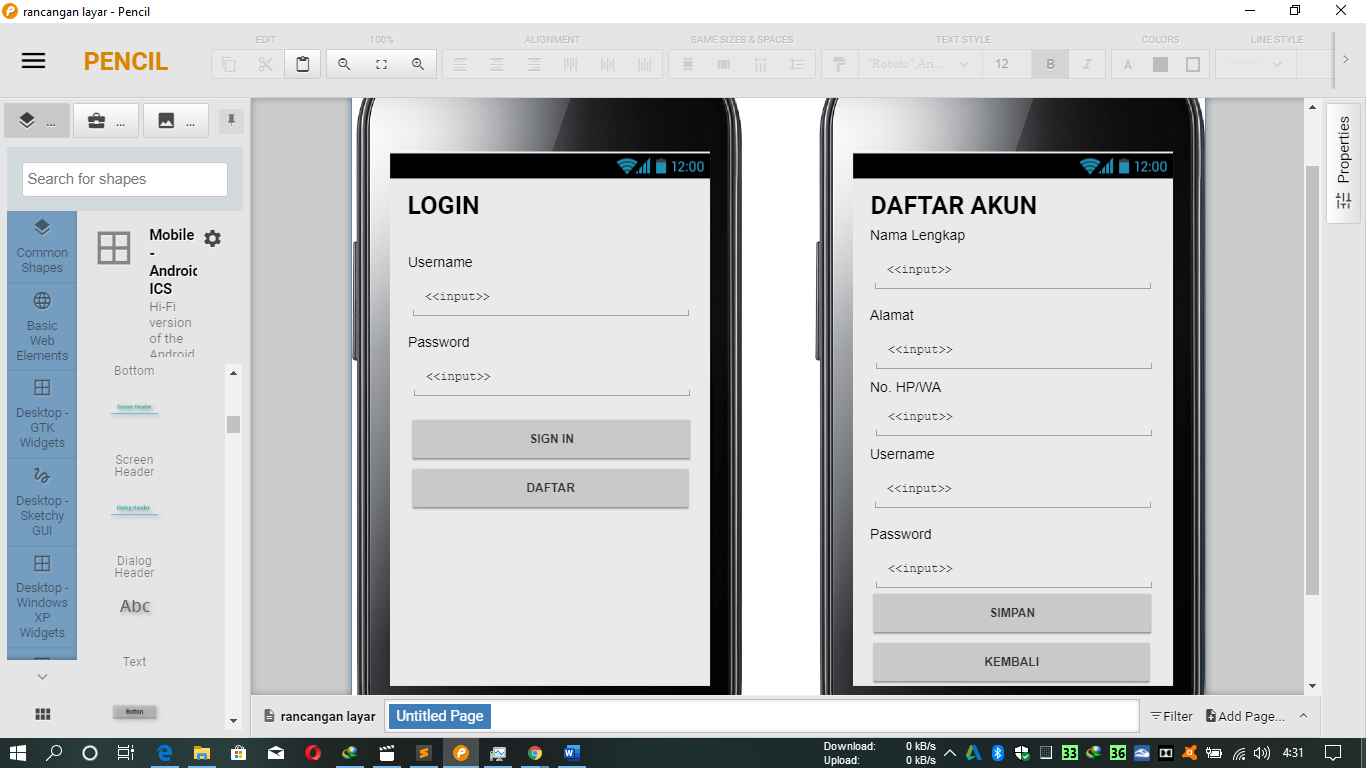 rancangan layar - Pencil
EDIT
100%
ALIGNMENT
SAME SIZES & SPACES
TEXT STYLE
COLORS
LINE STYLE
PENCIL
"Roboto",Ari...
12
B
I
A
...
...
...
Search for shapes
Common
Shapes
Basic
Web
Elements
Desktop -
GTK
Widgets
Desktop -
Sketchy
GUI
Desktop -
Windows
XP
Widgets
Mobile
-
Android
ICS
Hi-Fi
version
of the
Android
Bottom
Screen Header
Screen
Header
Dialog Header
Dialog
Header
Abc
Text
Button
12:00
LOGIN
Username
<<input>>
Password
<<input>>
SIGN IN
DAFTAR
12:00
DAFTAR AKUN
Nama Lengkap
<<input>>
Alamat
<<input>>
No. HP/WA
<<input>>
Username
<<input>>
Password
<<input>>
SIMPAN
KEMBALI
Properties
rancangan layar
Untitled Page
Filter
Add Page...
Download: 0 kB/s
Upload: 0 kB/s
33
36
4:31